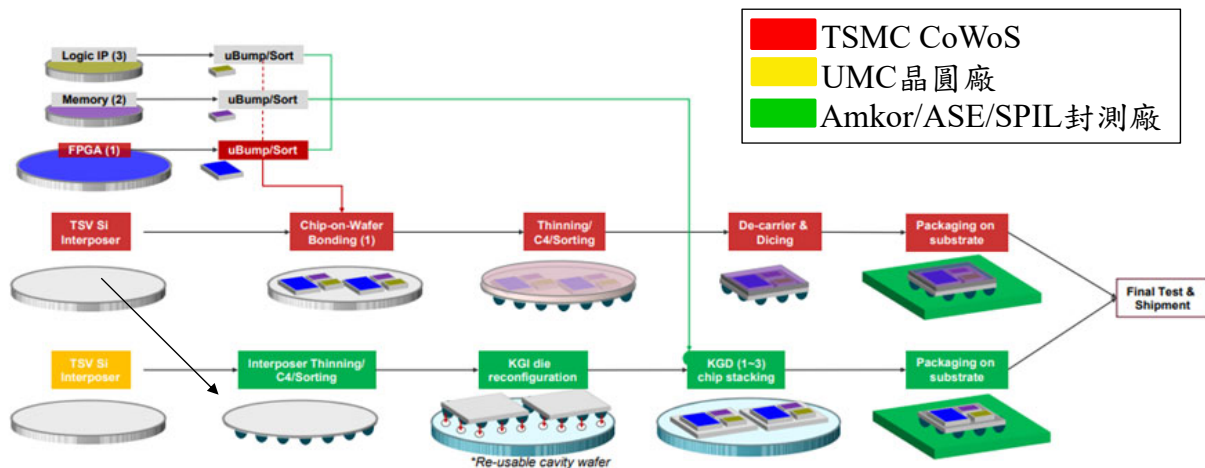 TSMC CoWoS
UMC晶圓廠
Amkor/ASE/SPIL封測廠
Logic IP (3)
uBump/Sort
Memory (2)
uBump/Sort
FPGA (1)
uBump/Sort
TSV Si
Interposer
Chip-on-Wafer
Bonding (1)
Thinning/
C4/Sorting
De-carrier &
Dicing
Packaging on
substrate
Final Test &
Shipment
TSV Si
Interposer
Interposer Thinning/
C4/Sorting
KGI die
reconfiguration
KGD (1~3)
chip stacking
Packaging on
substrate
*Re-usable cavity wafer